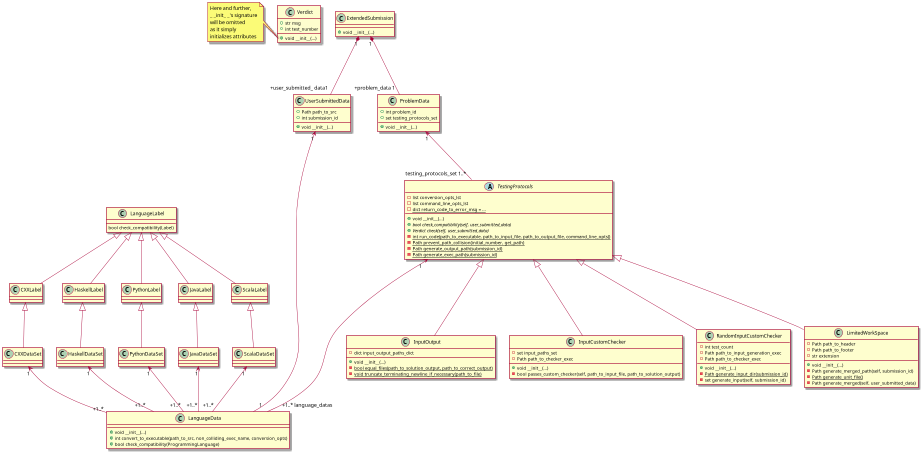 Here and further,
__init__'s signature
will be omitted
as it simply
initializes attributes
C Verdict
str msg
int test_number
void __init__(...)
C ExtendedSubmission
void __init__(...)
1
1
+user_submitted_data1
+problem_data 1
C UserSubmittedData
Path path_to_src
int submission_id
void __init__(...)
1
C ProblemData
int problem_id
set testing_protocols_set
void __init__(...)
1
testing_protocols_set 1..*
A TestingProtocols
list conversion_opts_list
list command_line_opts_list
dict return_code_to_error_msg = ...
void __init__(...)
bool check_compatibility(self, user_submitted_data)
Verdict check(self, user_submitted_data)
int run_code(path_to_executable, path_to_input_file, path_to_output_file, command_line_opts)
Path prevent_path_collision(initial_number, get_path)
Path generate_output_path(submission_id)
Path generate_exec_path(submission_id)
1
C LanguageLabel
bool check_compatibility(Label)
C CXXLabel
C HaskellLabel
C PythonLabel
C JavaLabel
C ScalaLabel
C CXXDataSet
C HaskellDataSet
C PythonDataSet
C JavaDataSet
C ScalaDataSet
1
1
1
1
1
+1..*
+1..*
+1..*
+1..*
+1..*
1
+1..* language_datas
C LanguageData
void __init__(...)
int convert_to_executable(path_to_src, non_colliding_exec_name, conversion_opts)
bool check_compatibility(ProgrammingLanguage)
C InputOutput
dict input_output_paths_dict
void __init__(...)
bool equal_files(path_to_solution_output, path_to_correct_output)
void truncate_terminating_newline_if_necessary(path_to_file)
C InputCustomChecker
set input_paths_set
Path path_to_checker_exec
void __init__(...)
bool passes_custom_checker(self, path_to_input_file, path_to_solution_output)
C RandomInputCustomChecker
int test_count
Path path_to_input_generation_exec
Path path_to_checker_exec
void __init__(...)
Path generate_input_dir(submission_id)
set generate_input(self, submission_id)
C LimitedWorkSpace
Path path_to_header
Path path_to_footer
str extension
void __init__(...)
Path generate_merged_path(self, submission_id)
Path generate_unit_files()
Path generate_merged(self, user_submitted_data)